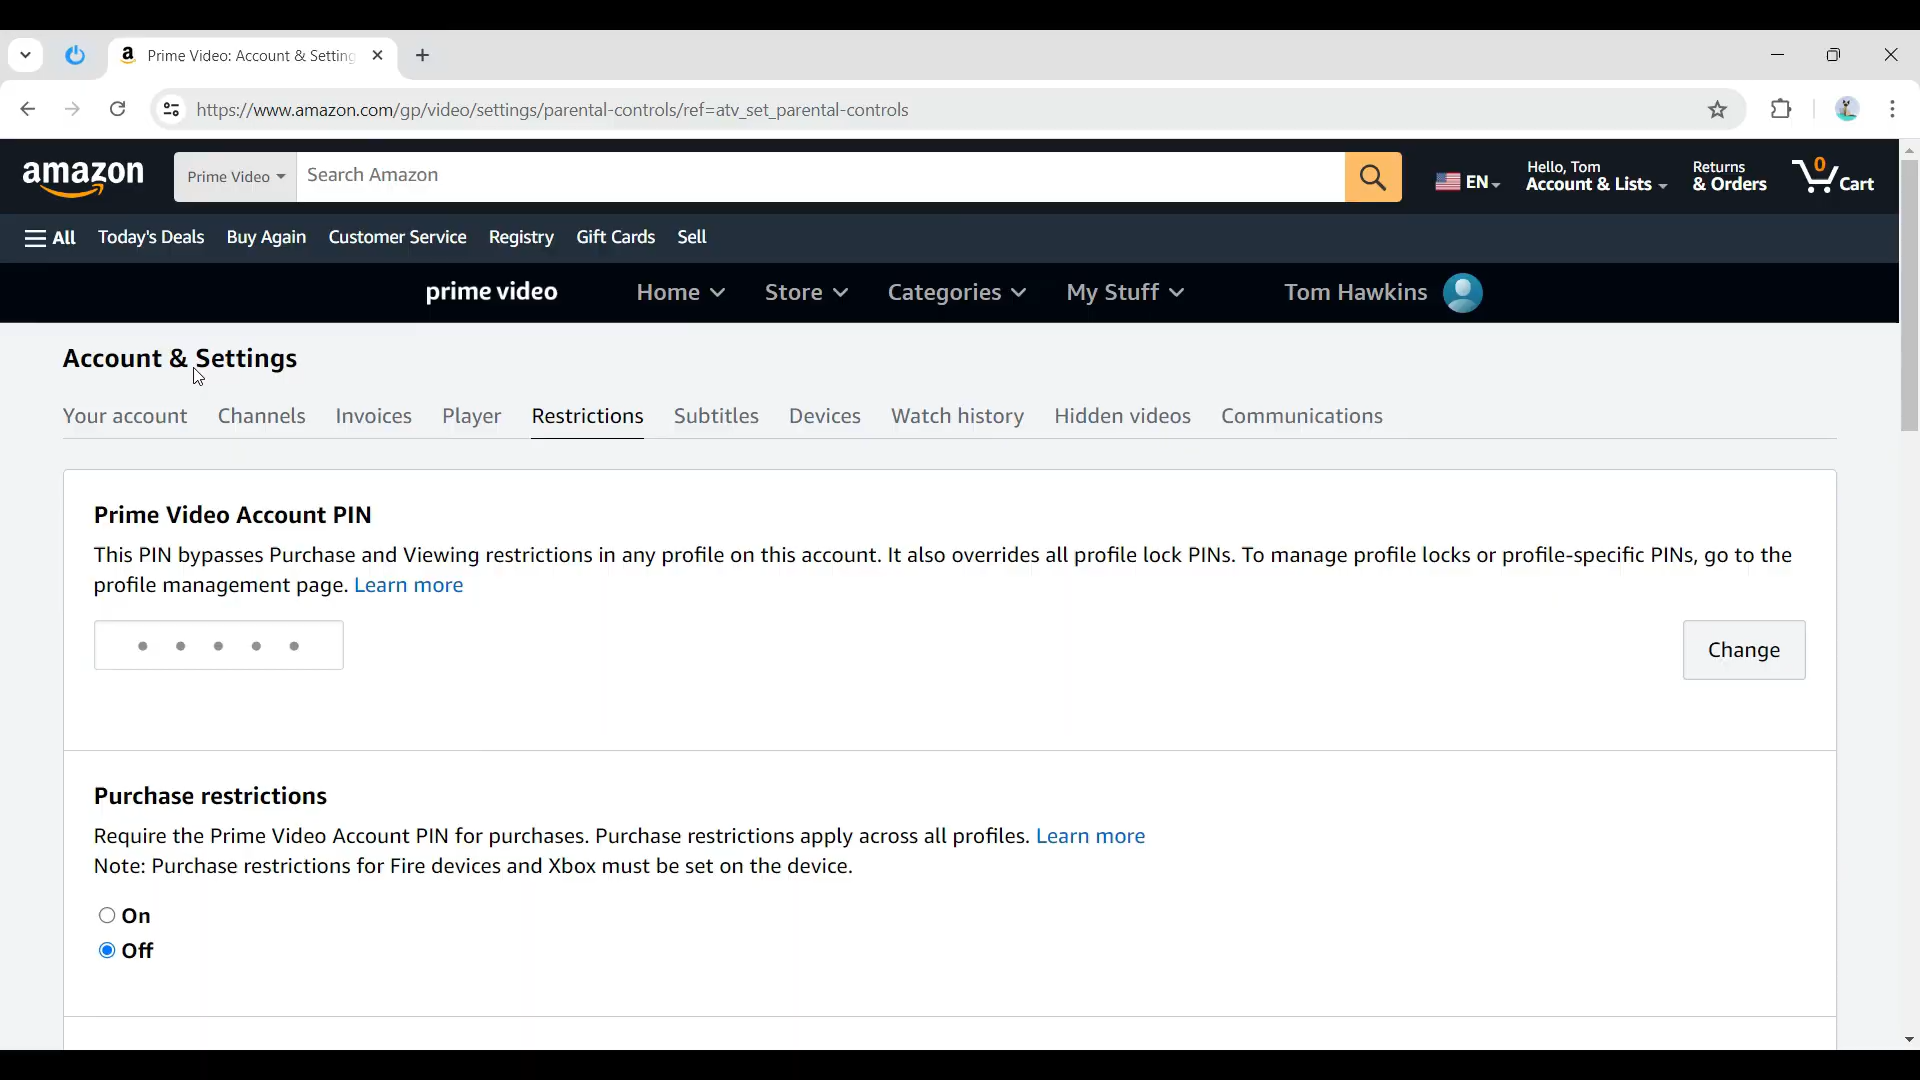 Prime Video: Account & Setting
https://www.amazon.com/gp/video/settings/parental-controls/ref=atv_set_parental-controls
amazon
Prime Video
Search Amazon
EN
Hello, Tom
Account & Lists
Returns
& Orders
0
Cart
All
Today's Deals
Buy Again
Customer Service
Registry
Gift Cards
Sell
prime video
Home
Store
Categories
My Stuff
Tom Hawkins
Account & Settings
Your account
Channels
Invoices
Player
Restrictions
Subtitles
Devices
Watch history
Hidden videos
Communications
Prime Video Account PIN
This PIN bypasses Purchase and Viewing restrictions in any profile on this account. It also overrides all profile lock PINs. To manage profile locks or profile-specific PINs, go to the
profile management page. Learn more
Change
Purchase restrictions
Require the Prime Video Account PIN for purchases. Purchase restrictions apply across all profiles. Learn more
Note: Purchase restrictions for Fire devices and Xbox must be set on the device.
On
Off